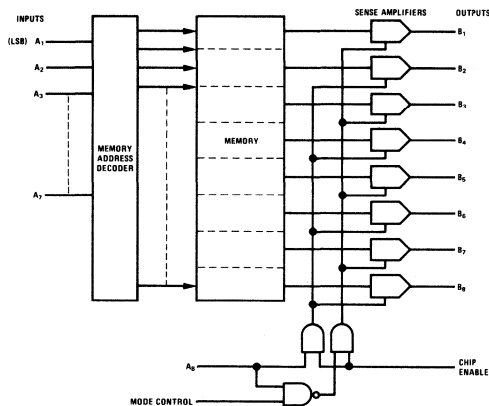 INPUTS
SENSE AMPLIFIERS
OUTPUTS
(LSB) A1
B1
A2
B2
A3
B3
MEMORY ADDRESS DECODER
MEMORY
B4
B5
A7
B6
B7
B8
A8
CHIP ENABLE
MODE CONTROL